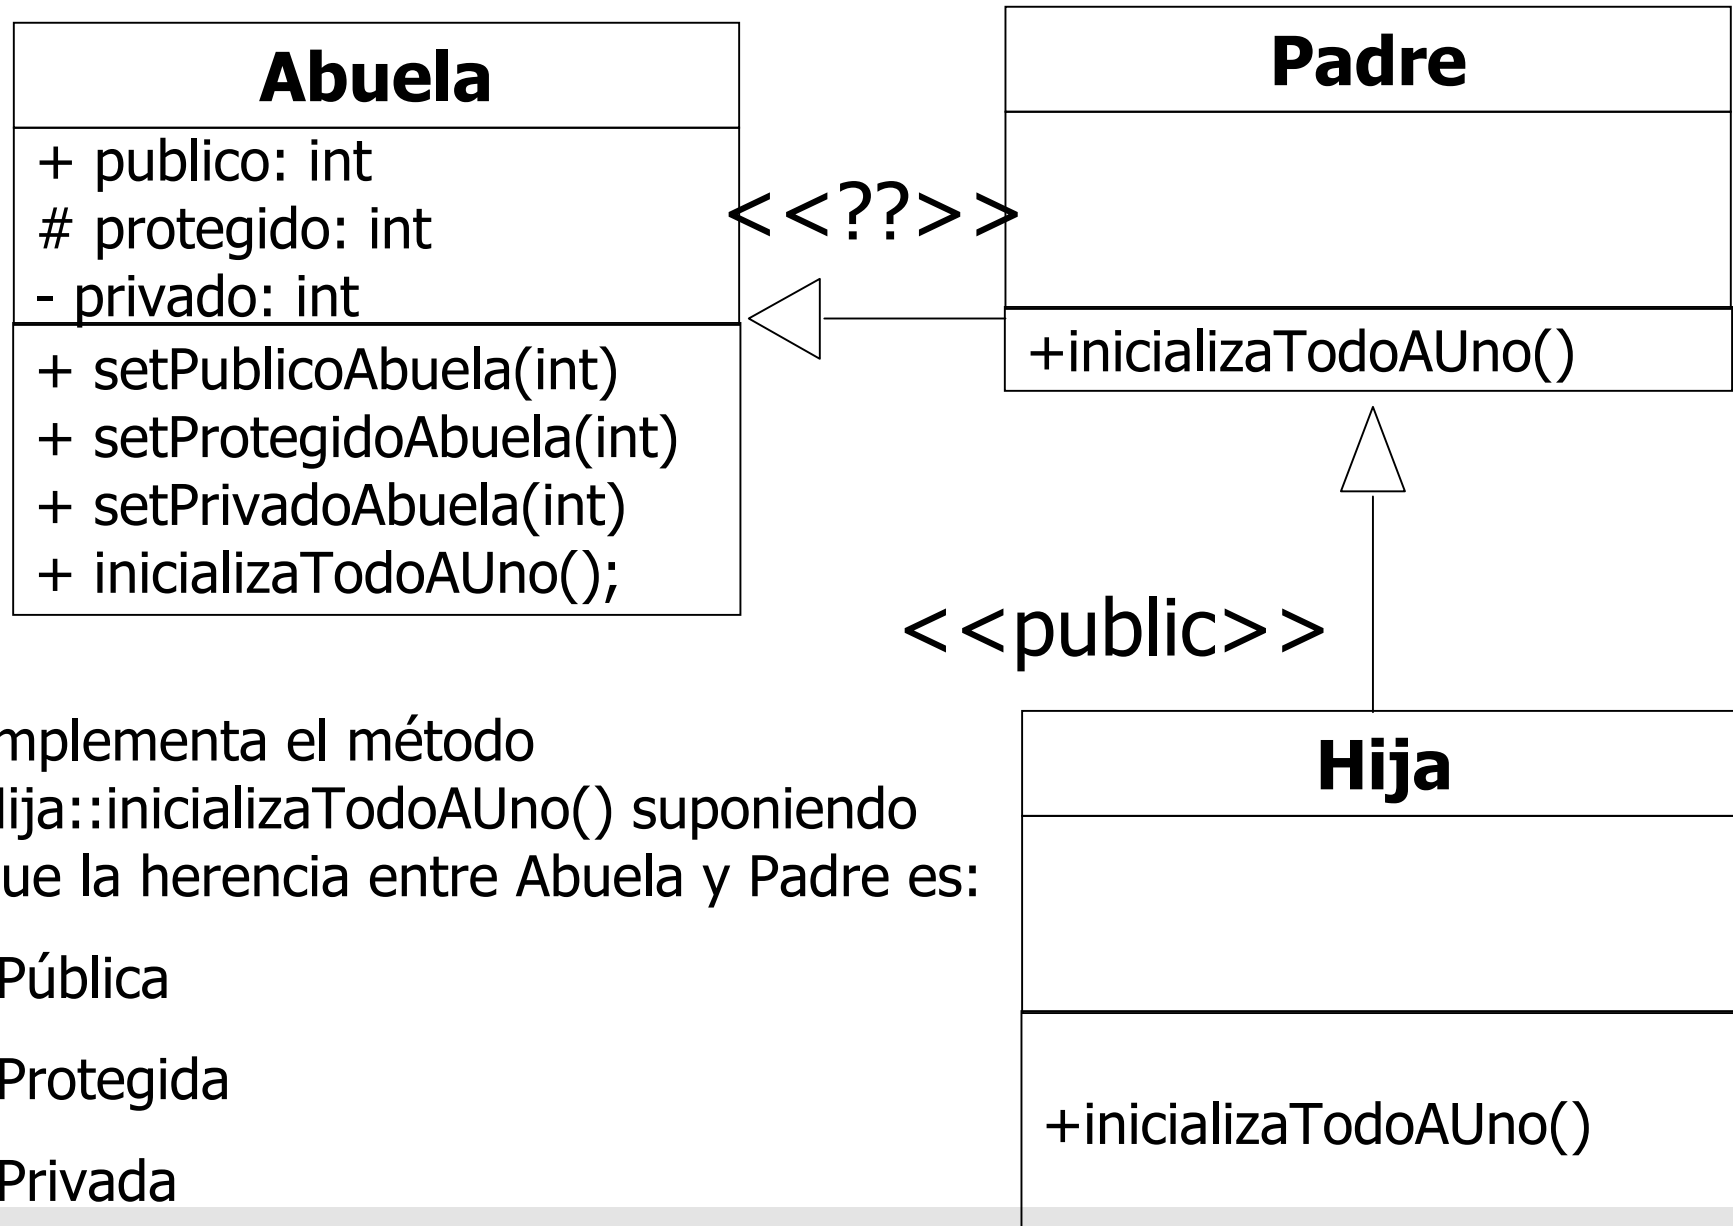 Abuela
+ publico: int
# protegido: int
- privado: int
+ setPublicoAbuela(int)
+ setProtegidoAbuela(int)
+ setPrivadoAbuela(int)
+ inicializaTodoAUno();
<<??>>
Padre
+inicializaTodoAUno()
<<public>>
Hija
+inicializaTodoAUno()
mplementa el método
Hija::inicializaTodoAUno() suponiendo
ue la herencia entre Abuela y Padre es:
Pública
Protegida
Privada